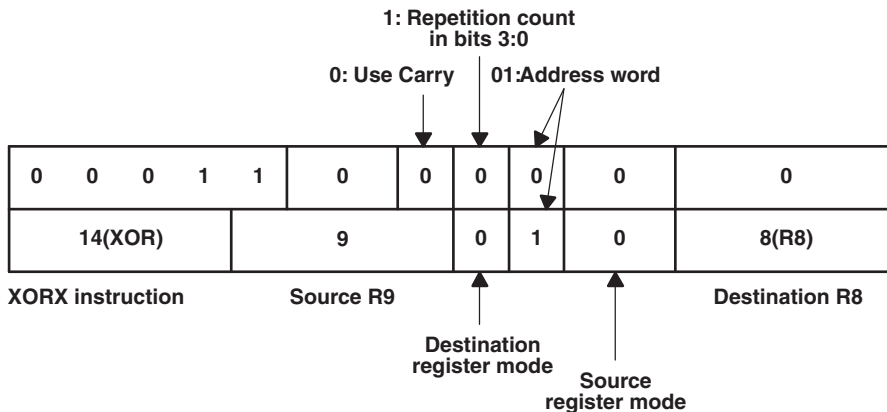 1: Repetition count
in bits 3:0
0: Use Carry
01:Address word
0 0 0 1 1 0 0 0 0 0 0
14(XOR) 9 0 1 0 8(R8)
XORX instruction Source R9 Destination R8
Destination
register mode
Source
register mode